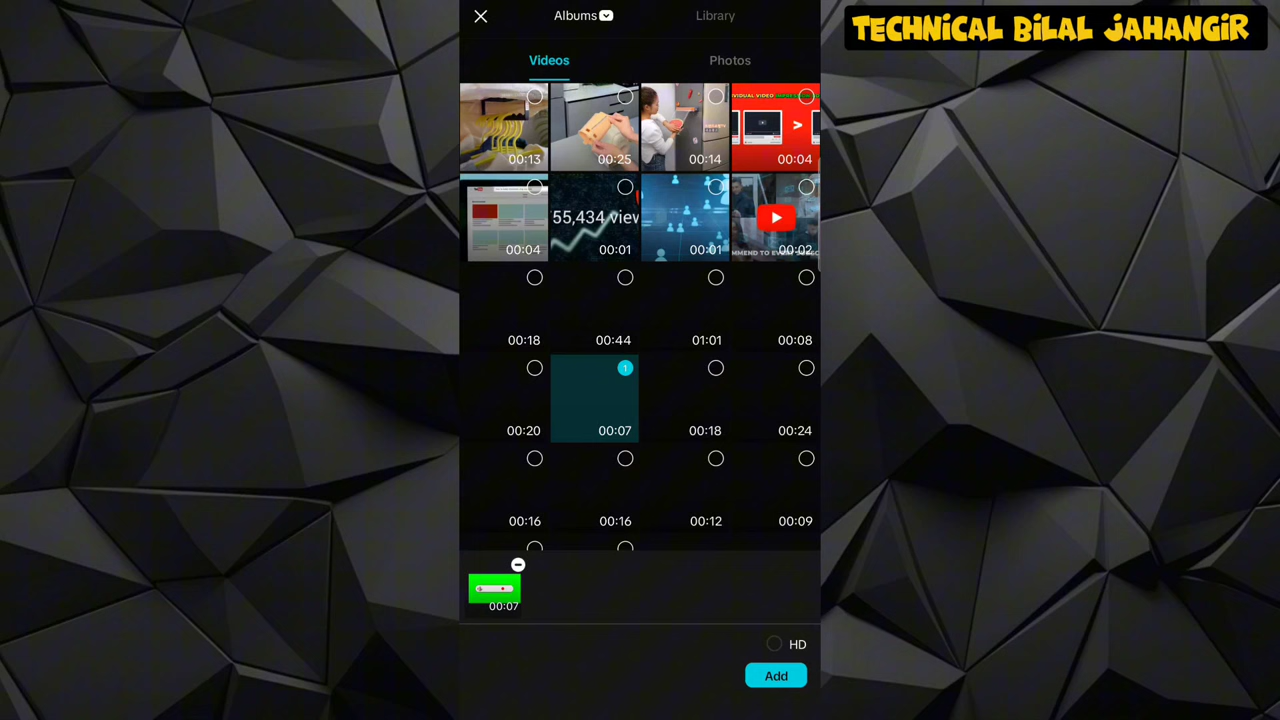 Albums
Library
TECHNICAL BILAL JAHANGIR
Videos
Photos
00:13
00:25
00:14
00:04
00:04
55,434 view
00:01
00:01
00:02
00:18
00:44
01:01
00:08
1
00:20
00:07
00:18
00:24
00:16
00:16
00:12
00:09
00:07
HD
Add